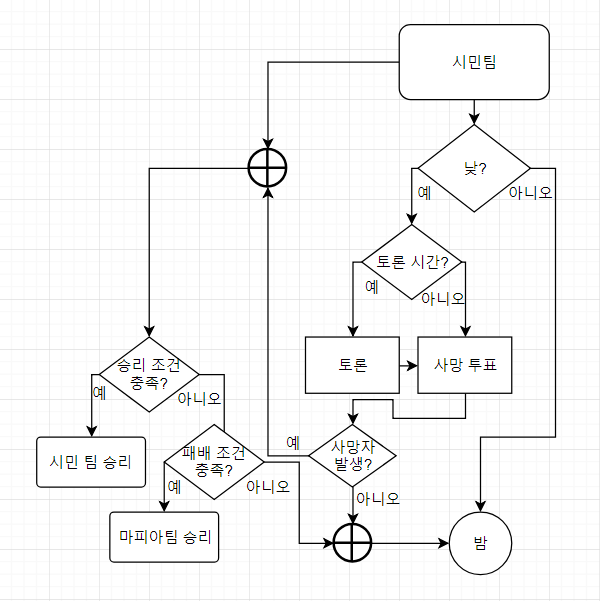 시민팀
낮?
예
아니오
토론 시간?
예
아니오
토론
사망 투표
승리 조건
충족?
예
아니오
시민 팀 승리
패배 조건
충족?
예
아니오
마피아팀 승리
사망자
발생?
예
아니오
밤